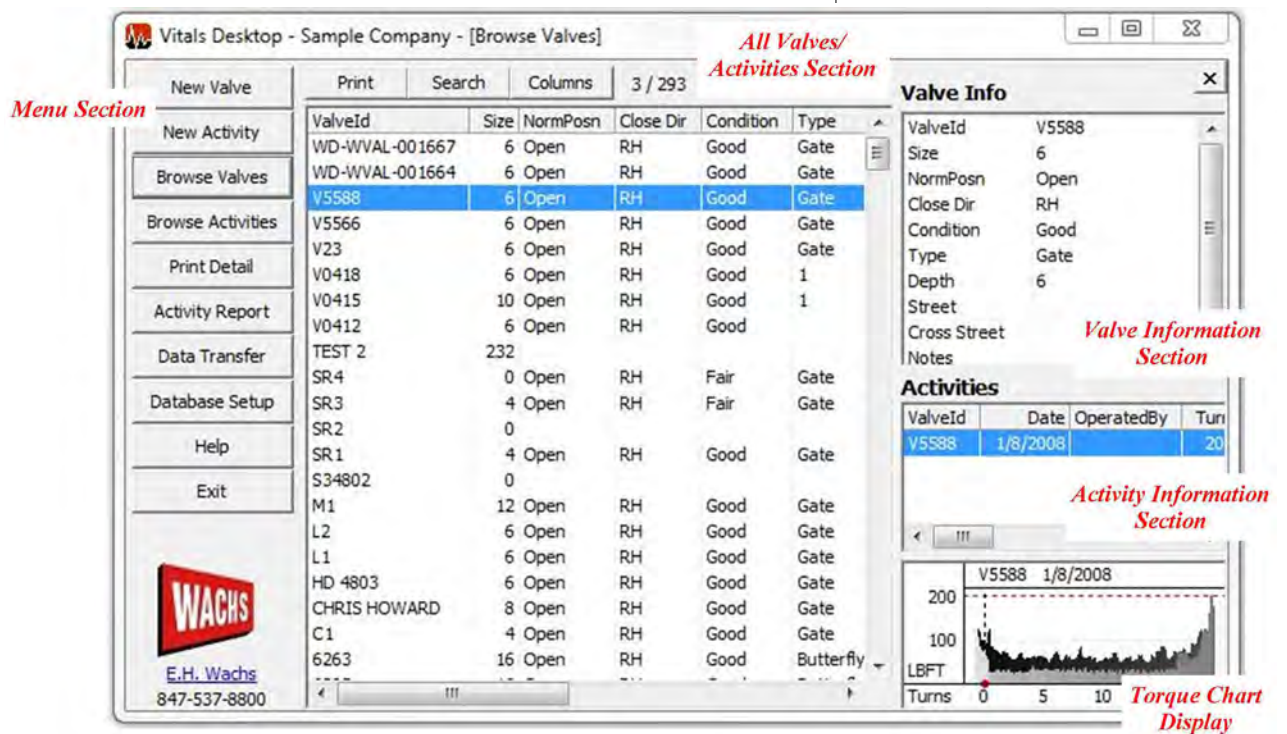 Vitals Desktop - Sample Company - [Browse Valves]
All Valves/
Activities Section
Menu Section
New Valve
New Activity
Browse Valves
Browse Activities
Print Detail
Activity Report
Data Transfer
Database Setup
Help
Exit
WACHS
E.H. Wachs
847-537-8800
Print Search Columns 3 / 293
ValveId Size NormPosn Close Dir Condition Type
WD-WVAL-001667 6 Open RH Good Gate
WD-WVAL-001664 6 Open RH Good Gate
V5588 6 Open RH Good Gate
V5566 6 Open RH Good Gate
V23 6 Open RH Good Gate
V0418 6 Open RH Good 1
V0415 10 Open RH Good 1
V0412 6 Open RH Good
TEST 2 232
SR4 0 Open RH Fair Gate
SR3 4 Open RH Fair Gate
SR2 0
SR1 4 Open RH Good Gate
S34802 0
M1 12 Open RH Good Gate
L2 6 Open RH Good Gate
L1 6 Open RH Good Gate
HD 4803 6 Open RH Good Gate
CHRIS HOWARD 8 Open RH Good Gate
C1 4 Open RH Good Gate
6263 16 Open RH Good Butterfly
Valve Info
ValveId V5588
Size 6
NormPosn Open
Close Dir RH
Condition Good
Type Gate
Depth 6
Street
Cross Street
Notes
Valve Information
Section
Activities
ValveId Date OperatedBy Turn
V5588 1/8/2008 20
Activity Information
Section
V5588 1/8/2008
200
100
LBFT
Turns 0 5 10
Torque Chart
Display